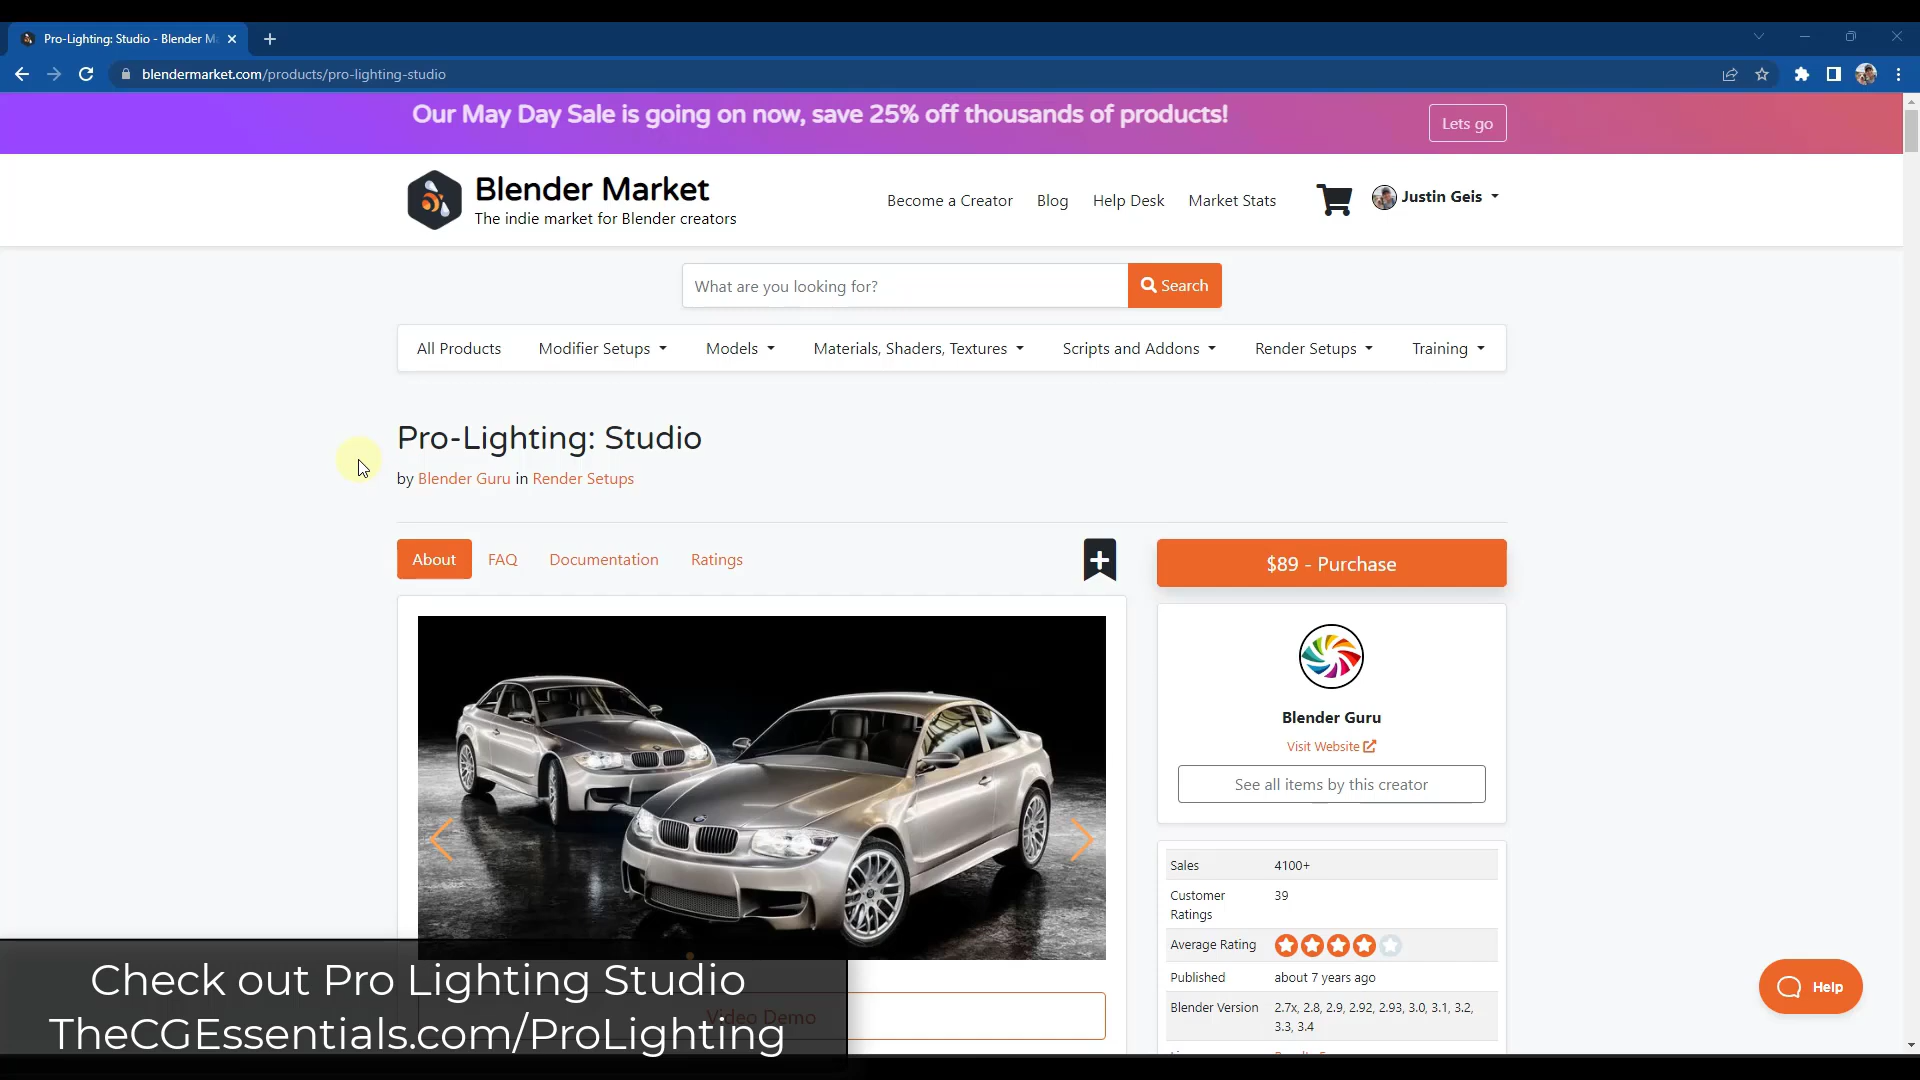 Pro-Lighting: Studio - Blender M
blendermarket.com/products/pro-lighting-studio
Our May Day Sale is going on now, save 25% off thousands of products!
Lets go
Blender Market
The indie market for Blender creators
Become a Creator
Blog
Help Desk
Market Stats
Justin Geis
What are you looking for?
Search
All Products
Modifier Setups
Models
Materials, Shaders, Textures
Scripts and Addons
Render Setups
Training
Pro-Lighting: Studio
by Blender Guru in Render Setups
About
FAQ
Documentation
Ratings
$89 - Purchase
Blender Guru
Visit Website
See all items by this creator
Sales 4100+
Customer Ratings 39
Average Rating
Published about 7 years ago
Blender Version 2.7x, 2.8, 2.9, 2.92, 2.93, 3.0, 3.1, 3.2,
3.3, 3.4
Video Demo
Help
Check out Pro Lighting Studio
TheCGEssentials.com/ProLighting